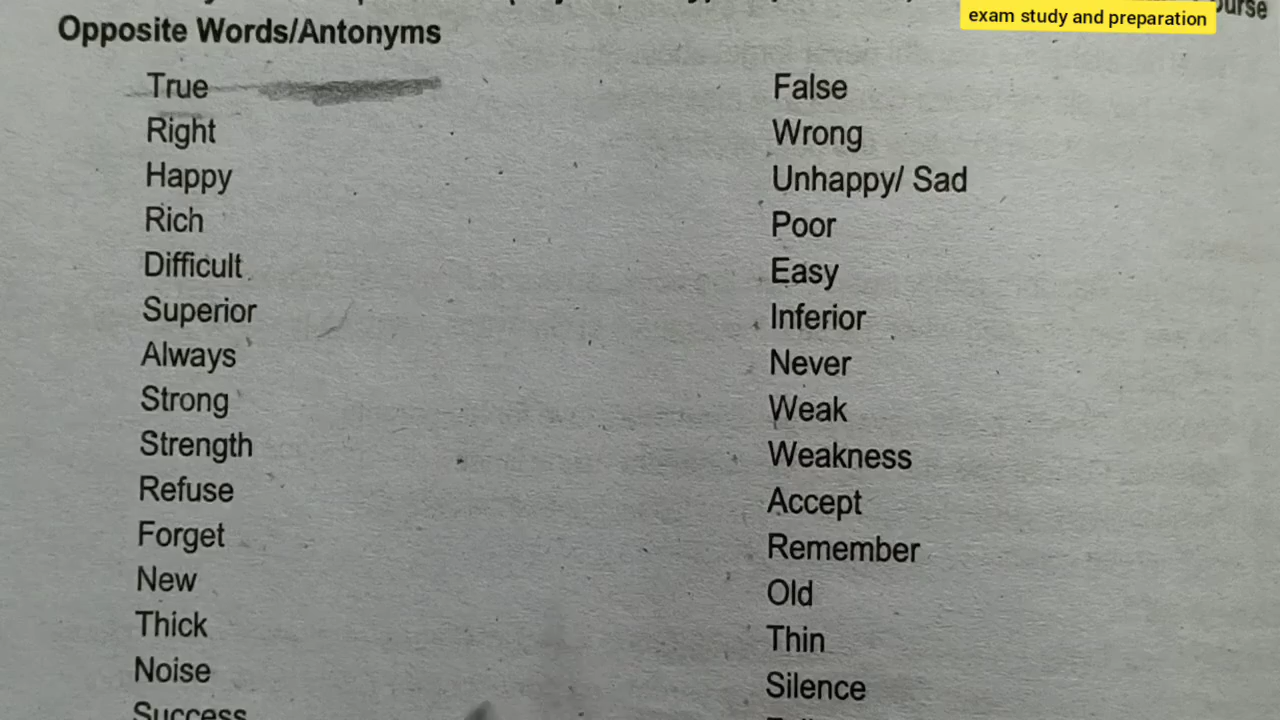 exam study and preparation
Opposite Words/Antonyms
True False
Right Wrong
Happy Unhappy/ Sad
Rich Poor
Difficult Easy
Superior Inferior
Always Never
Strong Weak
Strength Weakness
Refuse Accept
Forget Remember
New Old
Thick Thin
Noise Silence
Success